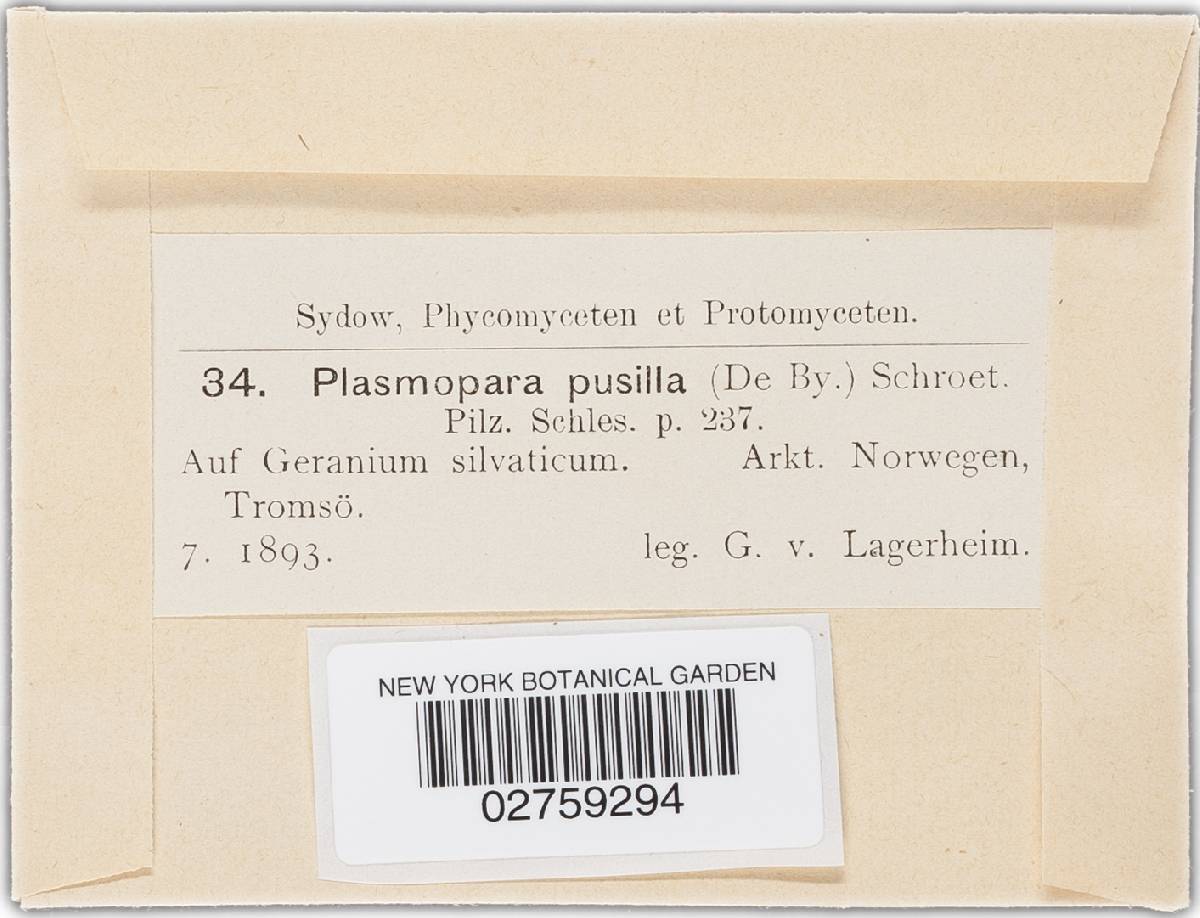 Sydow, Phycomyceten et Protomyceten.
34. Plasmopara pusilla (De By.) Schroet.
Pilz. Schles. p. 237.
Auf Geranium silvaticum. Arkt. Norwegen,
Tromsö.
7. 1893. leg. G. v. Lagerheim.
NEW YORK BOTANICAL GARDEN
02759294